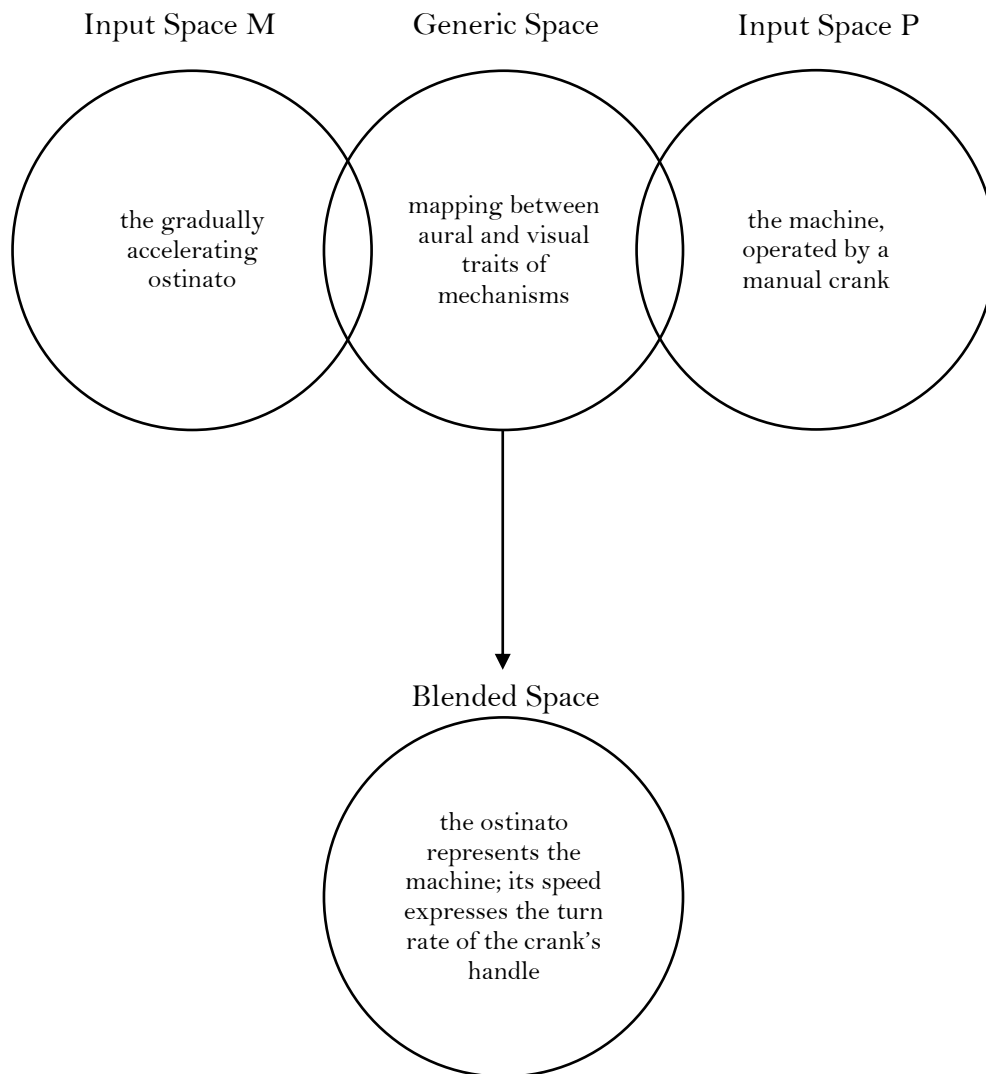 Input Space M
Generic Space
Input Space P
the gradually
accelerating
ostinato
mapping between
aural and visual
traits of
mechanisms
the machine,
operated by a
manual crank
Blended Space
the ostinato
represents the
machine; its speed
expresses the turn
rate of the crank’s
handle